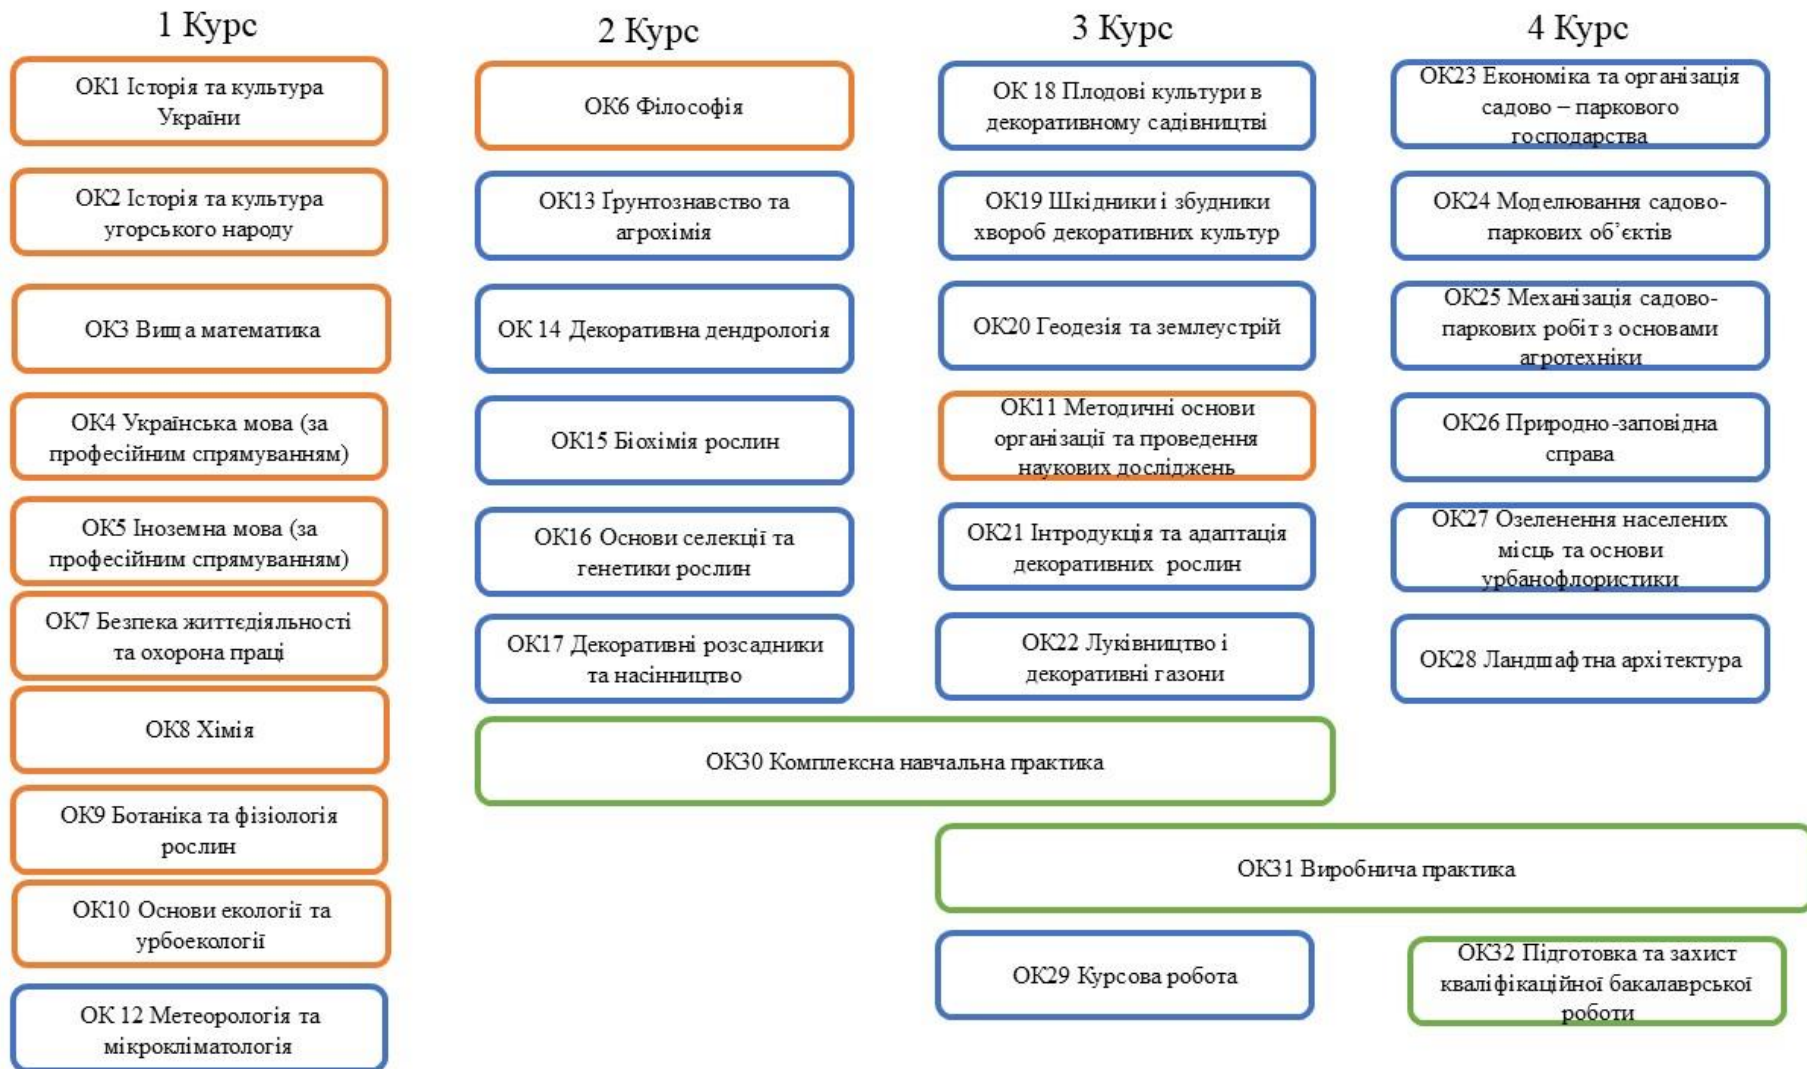 1 Курс
ОК1 Історія та культура
України
ОК2 Історія та культура
угорського народу
ОК3 Вища математика
ОК4 Українська мова (за
професійним спрямуванням)
ОК5 Іноземна мова (за
професійним спрямуванням)
ОК7 Безпека життєдіяльності
та охорона праці
ОК8 Хімія
ОК9 Ботаніка та фізіологія
рослин
ОК10 Основи екології та
урбоекології
ОК 12 Метеорологія та
мікрокліматологія
2 Курс
ОК6 Філософія
ОК13 Ґрунтознавство та
агрохімія
ОК 14 Декоративна дендрологія
ОК15 Біохімія рослин
ОК16 Основи селекції та
генетики рослин
ОК17 Декоративні розсадники
та насінництво
3 Курс
ОК 18 Плодові культури в
декоративному садівництві
ОК19 Шкідники і збудники
хвороб декоративних культур
ОК20 Геодезія та землеустрій
ОК11 Методичні основи
організації та проведення
наукових досліджень
ОК21 Інтродукція та адаптація
декоративних рослин
ОК22 Луківництво і
декоративні газони
4 Курс
ОК23 Економіка та організація
садово – паркового
господарства
ОК24 Моделювання садово-
паркових об’єктів
ОК25 Механізація садово-
паркових робіт з основами
агротехніки
ОК26 Природно-заповідна
справа
ОК27 Озеленення населених
місць та основи
урбанофлористики
ОК28 Ландшафтна архітектура
ОК30 Комплексна навчальна практика
ОК31 Виробнича практика
ОК29 Курсова робота
ОК32 Підготовка та захист
кваліфікаційної бакалаврської
роботи